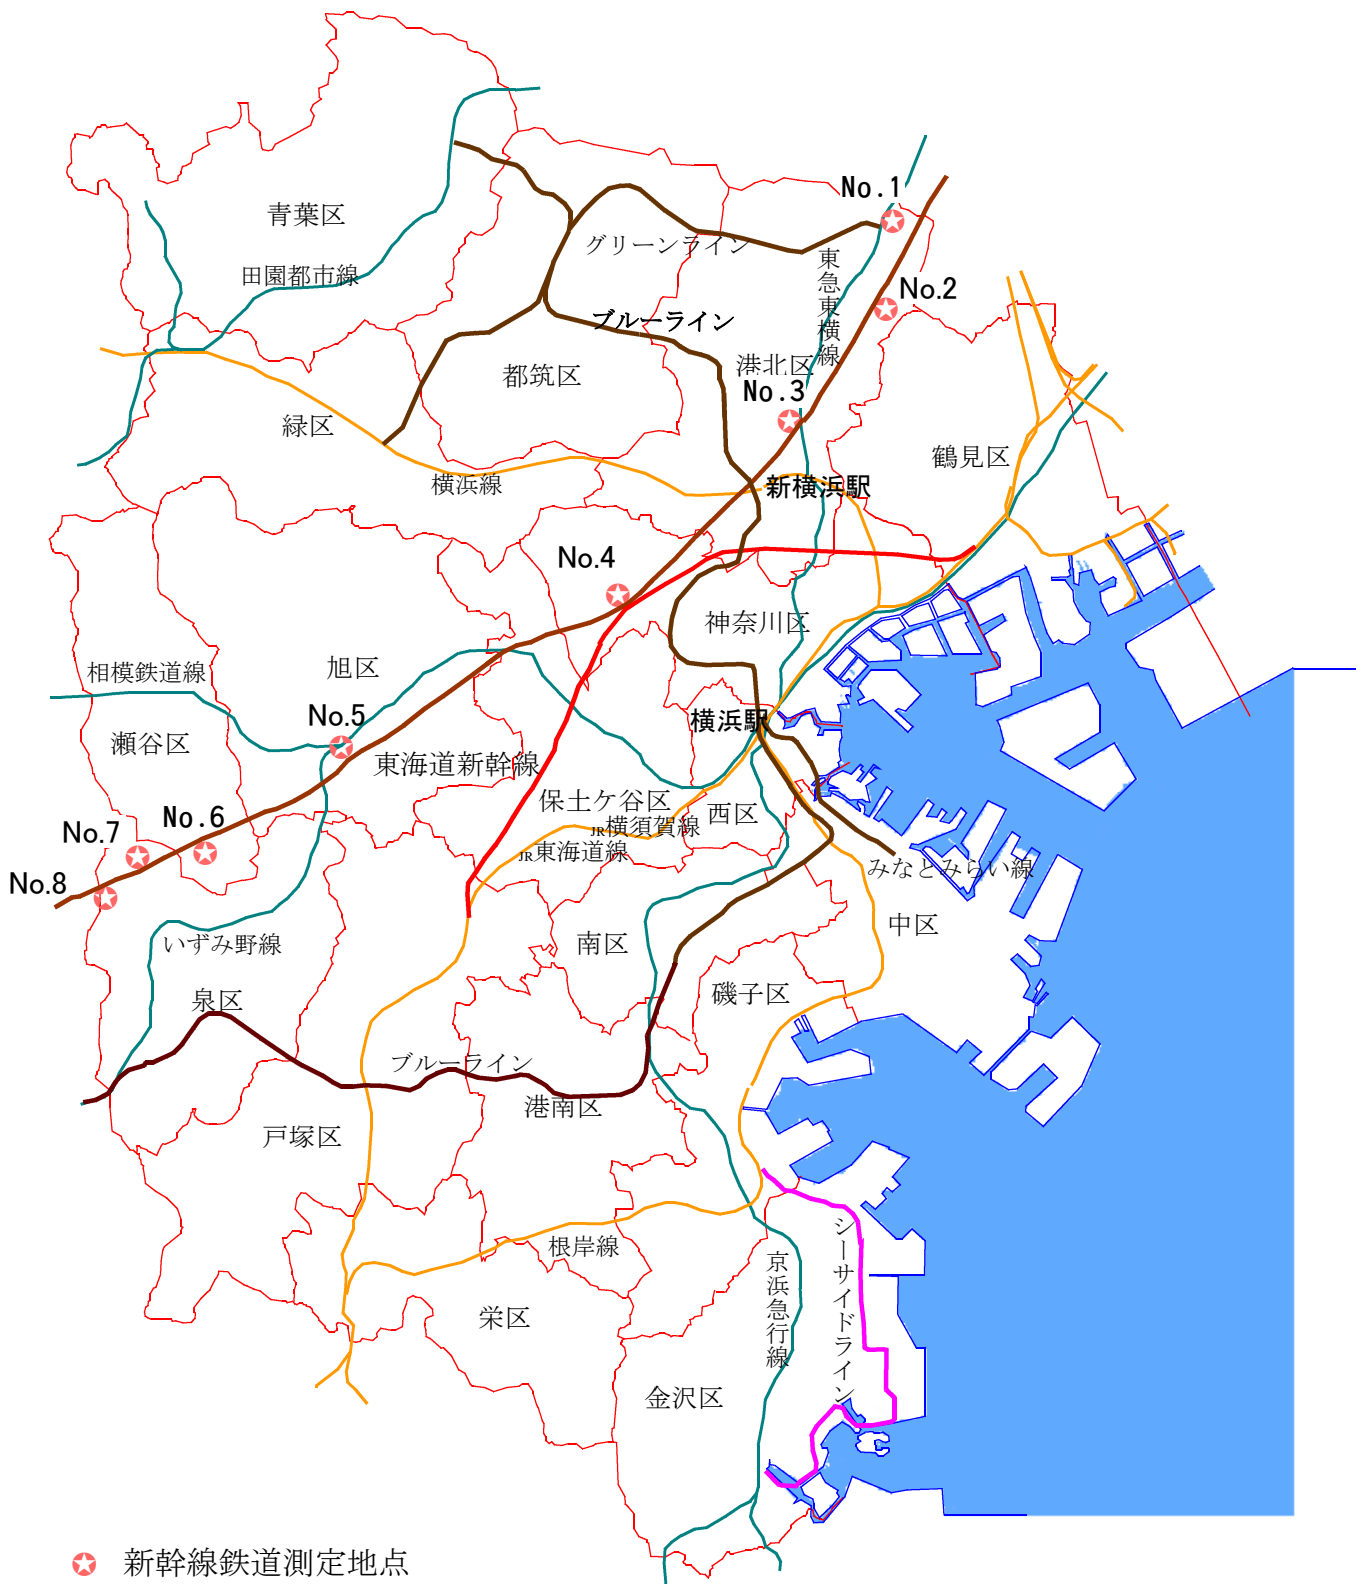 No.1
青葉区
グリーンライン
田園都市線
東急東横線
No.2
ブルーライン
港北区
都筑区
No.3
緑区
鶴見区
横浜線
新横浜駅
No.4
神奈川区
相模鉄道線
旭区
No.5
横浜駅
瀬谷区
東海道新幹線
保土ケ谷区
西区
No.6
No.7
JR横須賀線
JR東海道線
みなとみらい線
No.8
中区
いずみ野線
南区
泉区
磯子区
ブルーライン
港南区
戸塚区
シーサイドライン
根岸線
京浜急行線
栄区
金沢区
新幹線鉄道測定地点